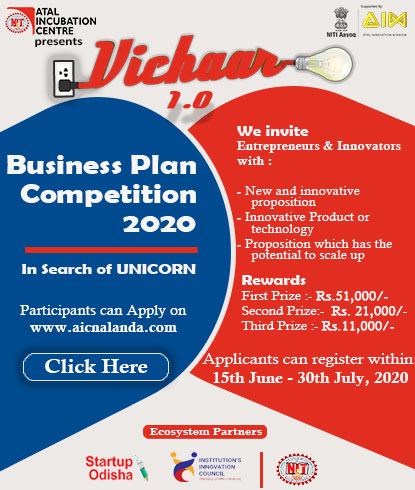 ATAL
INCUBATION
CENTRE
presents
Supported By
NITI Aayog
AIM
ATAL INNOVATION MISSION
Vichaar
1.0
Business Plan
Competition
2020
In Search of UNICORN
Participants can Apply on
www.aicnalanda.com
Click Here
We invite
Entrepreneurs & Innovators
with :
- New and innovative
proposition
- Innovative Product or
technology
- Proposition which has the
potential to scale up
Rewards
First Prize :- Rs.51,000/-
Second Prize:- Rs. 21,000/-
Third Prize :- Rs.11,000/-
Applicants can register within
15th June - 30th July, 2020
Ecosystem Partners
Startup
Odisha
INSTITUTION'S
INNOVATION
COUNCIL
NIT